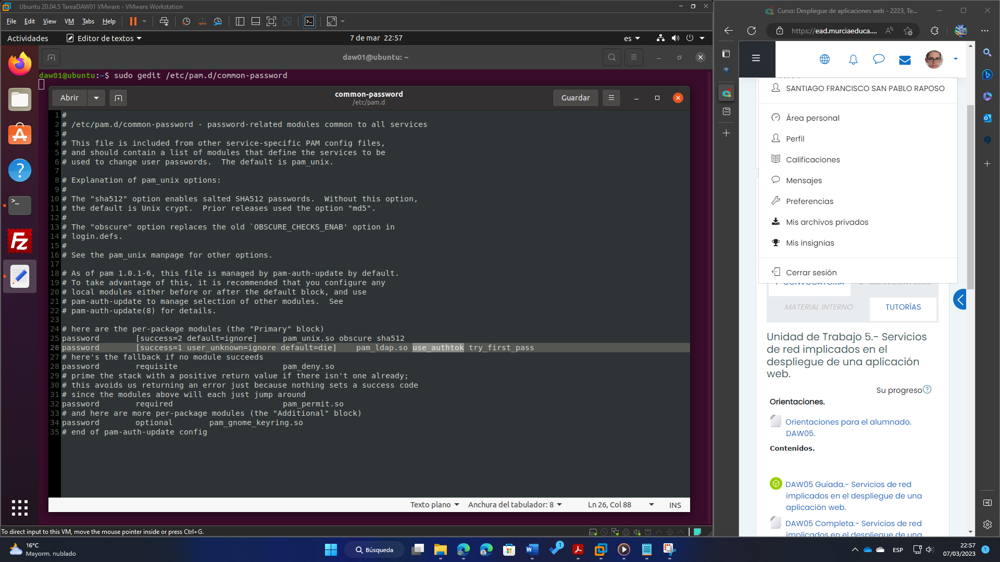 Ubuntu 20.04.5 TareaDAW01 VMware - VMware Workstation
File Edit View VM Tabs Help
Actividades Editor de textos 7 de mar 22:57 es
daw01@ubuntu: ~
daw01@ubuntu:~$ sudo gedit /etc/pam.d/common-password
Abrir common-password Guardar
/etc/pam.d
1 #
2 # /etc/pam.d/common-password - password-related modules common to all services
3 #
4 # This file is included from other service-specific PAM config files,
5 # and should contain a list of modules that define the services to be
6 # used to change user passwords.  The default is pam_unix.
7
8 # Explanation of pam_unix options:
9 #
10 # The "sha512" option enables salted SHA512 passwords.  Without this option,
11 # the default is Unix crypt.  Prior releases used the option "md5".
12 #
13 # The "obscure" option replaces the old `OBSCURE_CHECKS_ENAB' option in
14 # login.defs.
15 #
16 # See the pam_unix manpage for other options.
17
18 # As of pam 1.0.1-6, this file is managed by pam-auth-update by default.
19 # To take advantage of this, it is recommended that you configure any
20 # local modules either before or after the default block, and use
21 # pam-auth-update to manage selection of other modules.  See
22 # pam-auth-update(8) for details.
23
24 # here are the per-package modules (the "Primary" block)
25 password [success=2 default=ignore] pam_unix.so obscure sha512
26 password [success=1 user_unknown=ignore default=die] pam_ldap.so use_authtok try_first_pass
27 # here's the fallback if no module succeeds
28 password requisite pam_deny.so
29 # prime the stack with a positive return value if there isn't one already;
30 # this avoids us returning an error just because nothing sets a success code
31 # since the modules above will each just jump around
32 password required pam_permit.so
33 # and here are more per-package modules (the "Additional" block)
34 password optional pam_gnome_keyring.so
35 # end of pam-auth-update config
Texto plano Anchura del tabulador: 8 Ln 26, Col 88 INS
To direct input to this VM, move the mouse pointer inside or press Ctrl+G.
Curso: Despliegue de aplicaciones web - 2223, Te...
https://ead.murciaeduca....
SANTIAGO FRANCISCO SAN PABLO RAPOSO
Área personal
Perfil
Calificaciones
Mensajes
Preferencias
Mis archivos privados
Mis insignias
Cerrar sesión
MATERIAL INTERNO TUTORÍAS
Unidad de Trabajo 5.- Servicios
de red implicados en el
despliegue de una aplicación
web.
Su progreso
Orientaciones.
Orientaciones para el alumnado.
DAW05.
Contenidos.
DAW05 Guiada.- Servicios de red
implicados en el despliegue de una
aplicación web.
DAW05 Completa.- Servicios de red
implicados en el despliegue de una
16°C
Mayorm. nublado
Búsqueda
1
ESP
22:57
07/03/2023
1